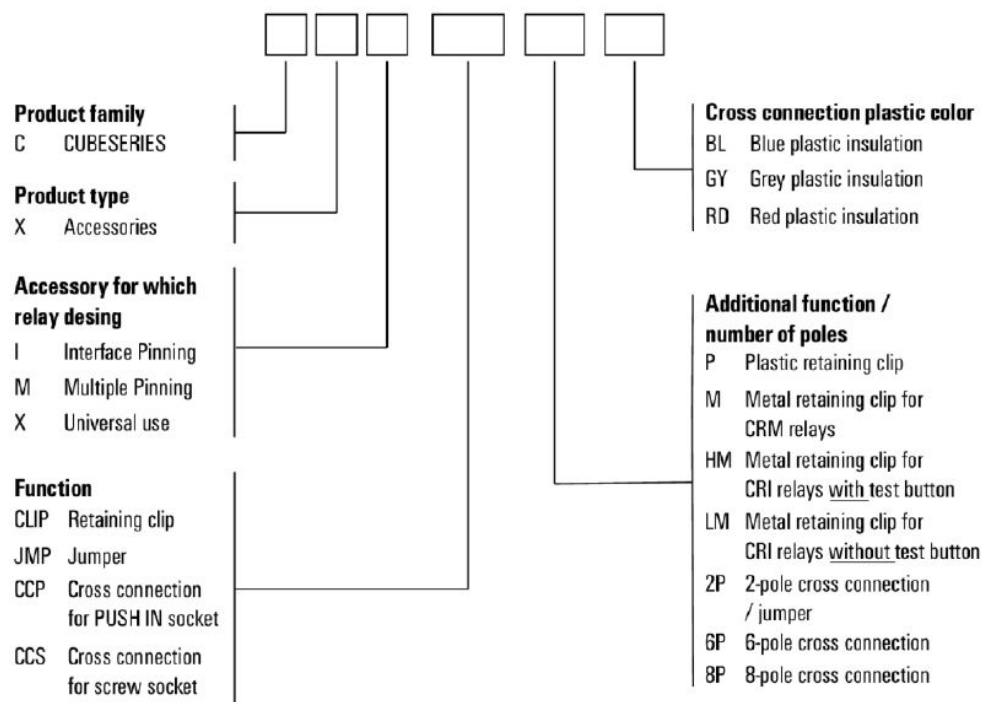 Product family
C CUBESERIES
Product type
X Accessories
Accessory for which
relay desing
I Interface Pinning
M Multiple Pinning
X Universal use
Function
CLIP Retaining clip
JMP Jumper
CCP Cross connection
for PUSH IN socket
CCS Cross connection
for screw socket
Cross connection plastic color
BL Blue plastic insulation
GY Grey plastic insulation
RD Red plastic insulation
Additional function /
number of poles
P Plastic retaining clip
M Metal retaining clip for
CRM relays
HM Metal retaining clip for
CRI relays with test button
LM Metal retaining clip for
CRI relays without test button
2P 2-pole cross connection
/ jumper
6P 6-pole cross connection
8P 8-pole cross connection